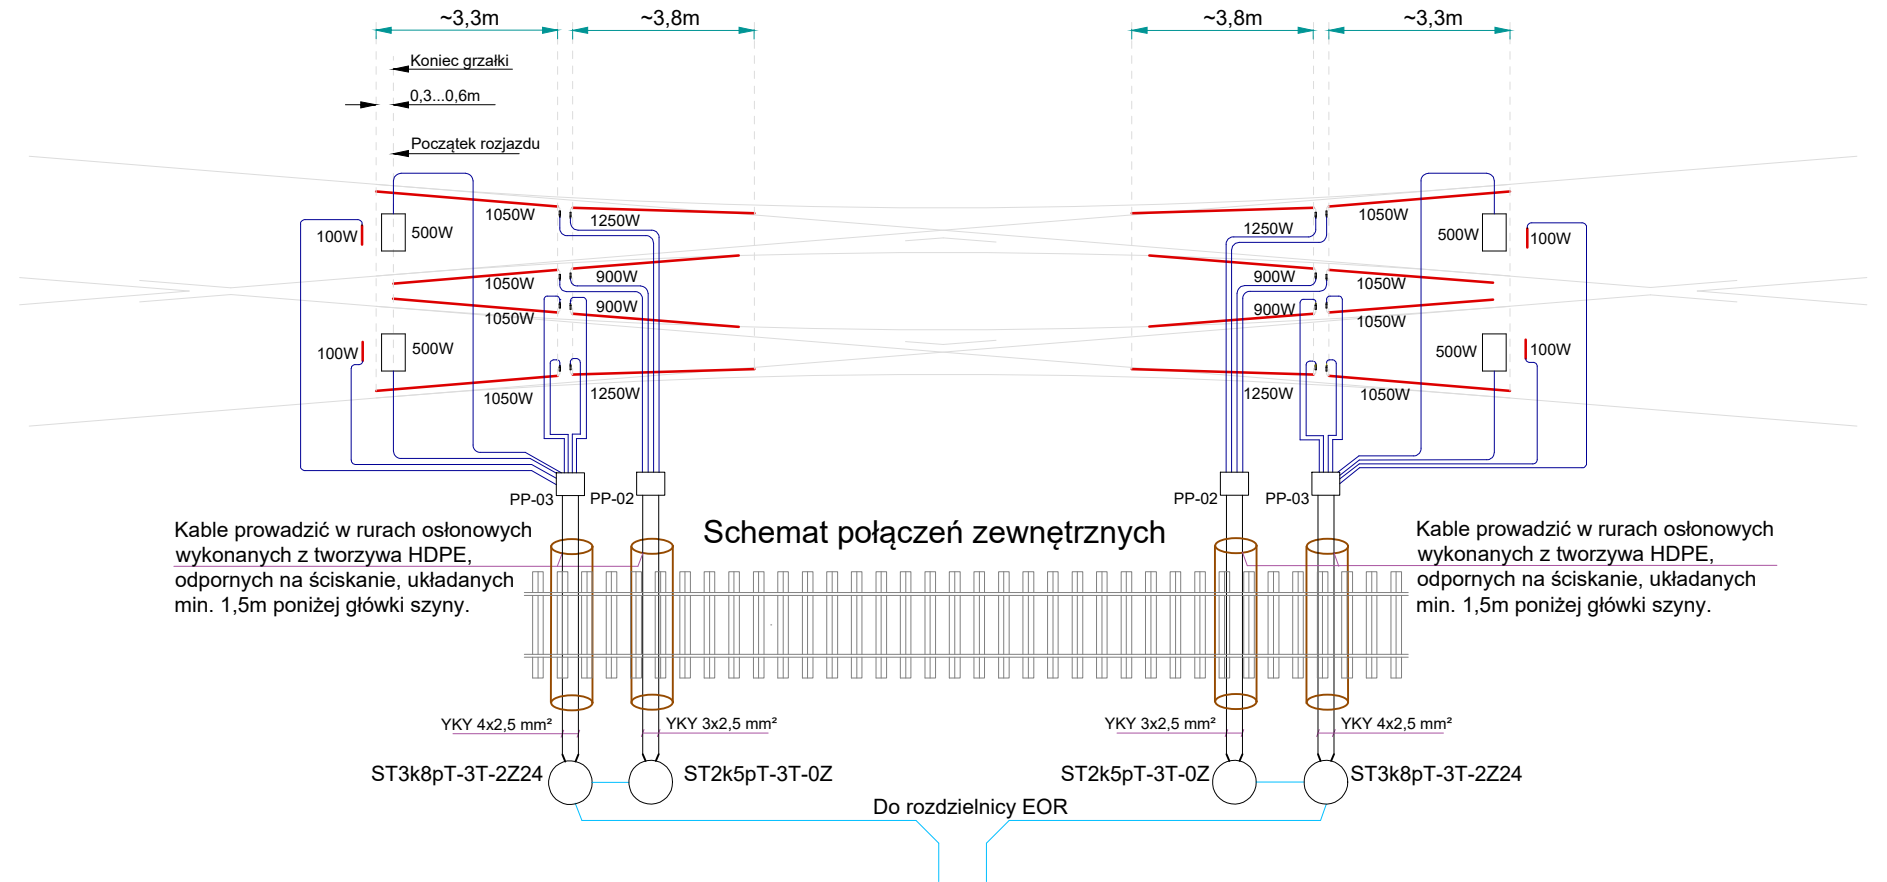 ~3,3m
~3,8m
~3,8m
~3,3m
Koniec grzałki
0,3...0,6m
Początek rozjazdu
1050W
1250W
1250W
1050W
100W
500W
500W
100W
1050W
900W
900W
1050W
1050W
900W
900W
1050W
100W
500W
500W
100W
1050W
1250W
1250W
1050W
PP-03
PP-02
PP-02
PP-03
Schemat połączeń zewnętrznych
Kable prowadzić w rurach osłonowych
wykonanych z tworzywa HDPE,
odpornych na ściskanie, układanych
min. 1,5m poniżej główki szyny.
Kable prowadzić w rurach osłonowych
wykonanych z tworzywa HDPE,
odpornych na ściskanie, układanych
min. 1,5m poniżej główki szyny.
YKY 4x2,5 mm²
YKY 3x2,5 mm²
YKY 3x2,5 mm²
YKY 4x2,5 mm²
ST3k8pT-3T-2Z24
ST2k5pT-3T-0Z
ST2k5pT-3T-0Z
ST3k8pT-3T-2Z24
Do rozdzielnicy EOR